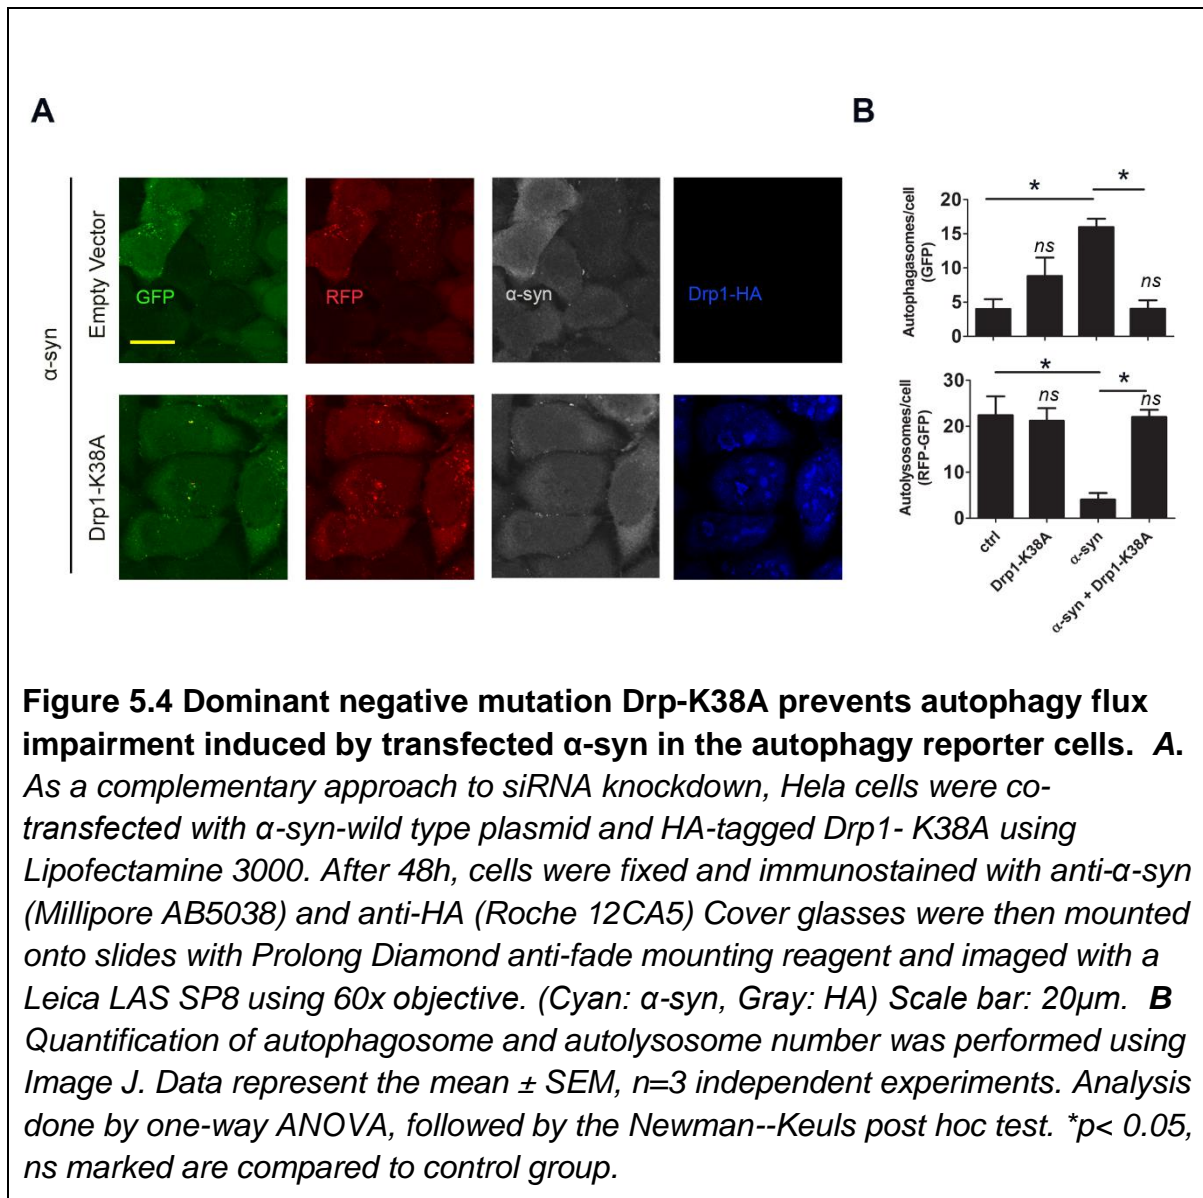 A
B
α-syn
Empty Vector
Drp1-K38A
GFP
RFP
α-syn
Drp1-HA
Autophagasomes/cell
(GFP)
20
15
10
5
0
*
*
ns
ns
Autolysosomes/cell
(RFP-GFP)
30
20
10
0
*
*
ns
ns
ctrl
Drp1-K38A
α-syn
α-syn + Drp1-K38A
Figure 5.4 Dominant negative mutation Drp-K38A prevents autophagy flux
impairment induced by transfected α-syn in the autophagy reporter cells. A.
As a complementary approach to siRNA knockdown, Hela cells were co-
transfected with α-syn-wild type plasmid and HA-tagged Drp1- K38A using
Lipofectamine 3000. After 48h, cells were fixed and immunostained with anti-α-syn
(Millipore AB5038) and anti-HA (Roche 12CA5) Cover glasses were then mounted
onto slides with Prolong Diamond anti-fade mounting reagent and imaged with a
Leica LAS SP8 using 60x objective. (Cyan: α-syn, Gray: HA) Scale bar: 20µm. B
Quantification of autophagosome and autolysosome number was performed using
Image J. Data represent the mean ± SEM, n=3 independent experiments. Analysis
done by one-way ANOVA, followed by the Newman--Keuls post hoc test. *p< 0.05,
ns marked are compared to control group.